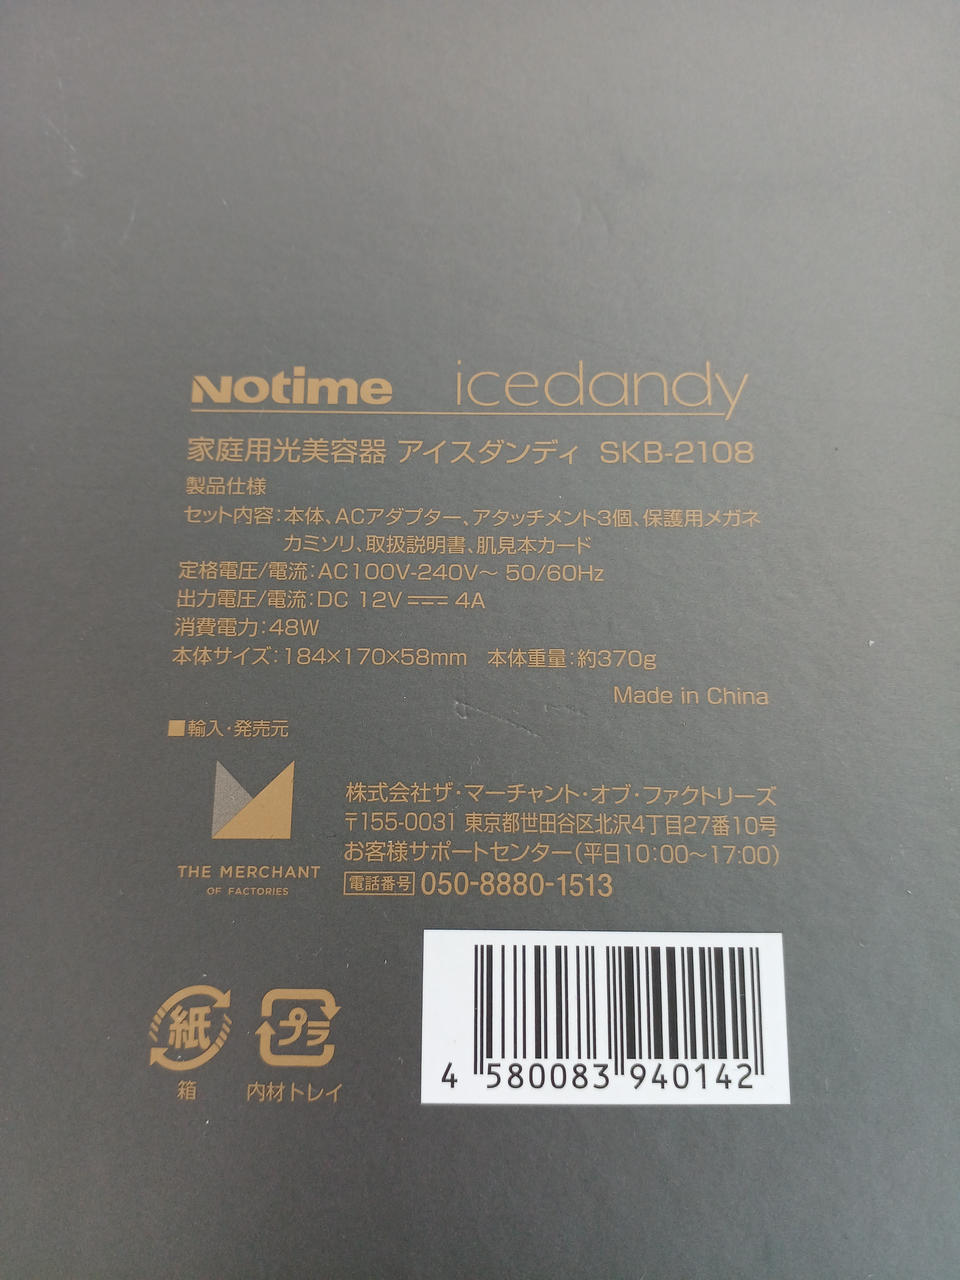 Notime icedandy
家庭用光美容器 アイスダンディ SKB-2108
製品仕様
セット内容:本体、ACアダプター、アタッチメント3個、保護用メガネ
カミソリ、取扱説明書、肌見本カード
定格電圧/電流:AC100V-240V～ 50/60Hz
出力電圧/電流:DC 12V⎓4A
消費電力:48W
本体サイズ:184×170×58mm 本体重量:約370g
Made in China
■輸入・発売元
株式会社ザ・マーチャント・オブ・ファクトリーズ
〒155-0031 東京都世田谷区北沢4丁目27番10号
お客様サポートセンター(平日10:00～17:00)
電話番号 050-8880-1513
THE MERCHANT
OF FACTORIES
紙
箱
プラ
内材トレイ
4 580083 940142